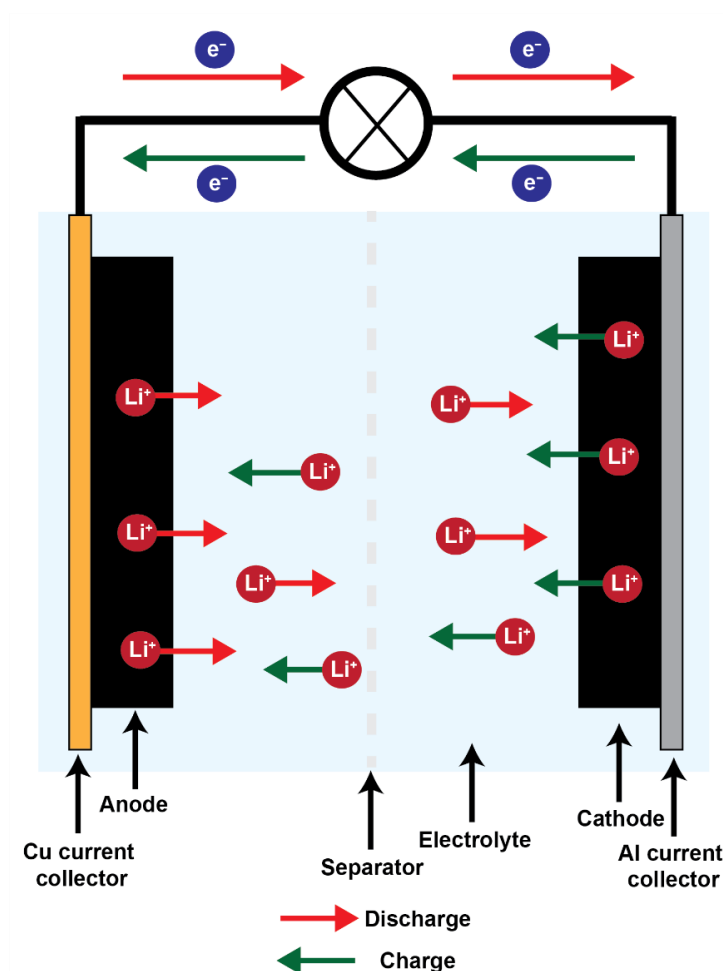 e⁻ e⁻
e⁻ e⁻
Li⁺
Li⁺
Li⁺
Li⁺
Li⁺
Li⁺
Li⁺
Li⁺
Li⁺
Li⁺
Li⁺
Li⁺
Li⁺
Anode
Cu current
collector
Separator
Electrolyte
Cathode
Al current
collector
Discharge
Charge